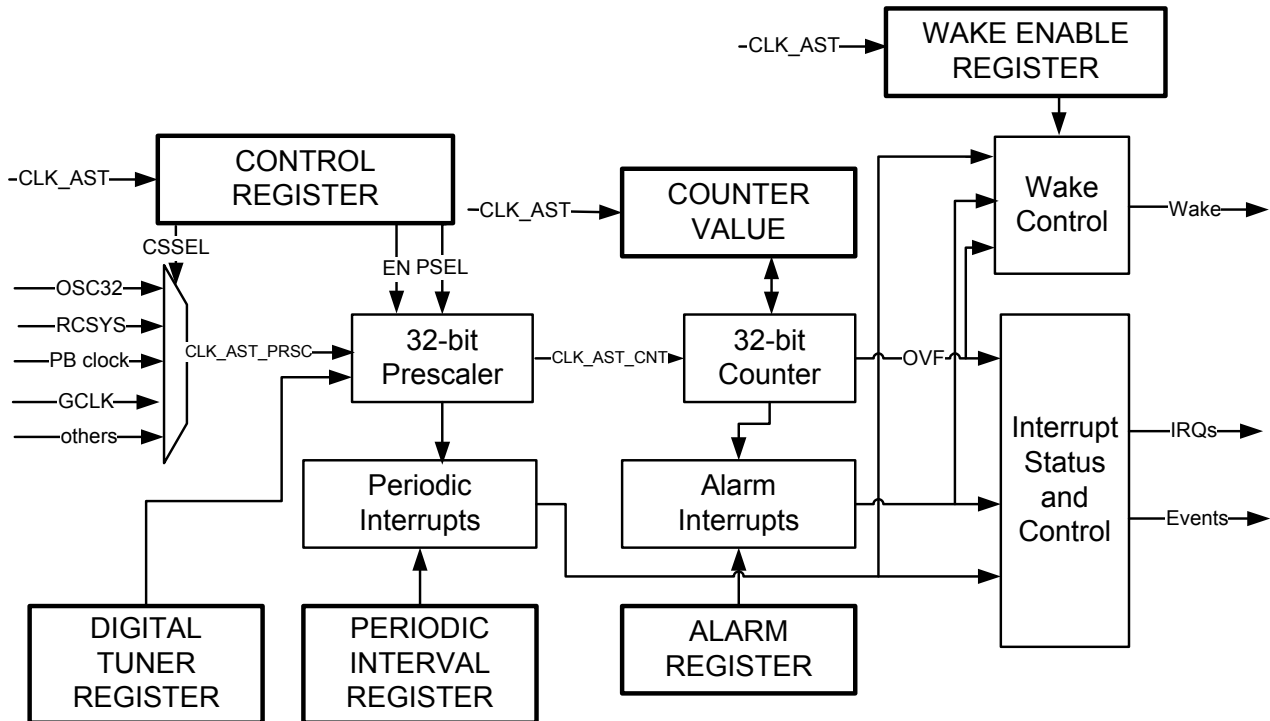 -CLK_AST
WAKE ENABLE
REGISTER
-CLK_AST
CONTROL
REGISTER
-CLK_AST
COUNTER
VALUE
Wake
Control
Wake
CSSEL
EN
PSEL
OSC32
RCSYS
PB clock
GCLK
others
CLK_AST_PRSC
32-bit
Prescaler
CLK_AST_CNT
32-bit
Counter
OVF
Interrupt
Status
and
Control
IRQs
Events
Periodic
Interrupts
Alarm
Interrupts
DIGITAL
TUNER
REGISTER
PERIODIC
INTERVAL
REGISTER
ALARM
REGISTER